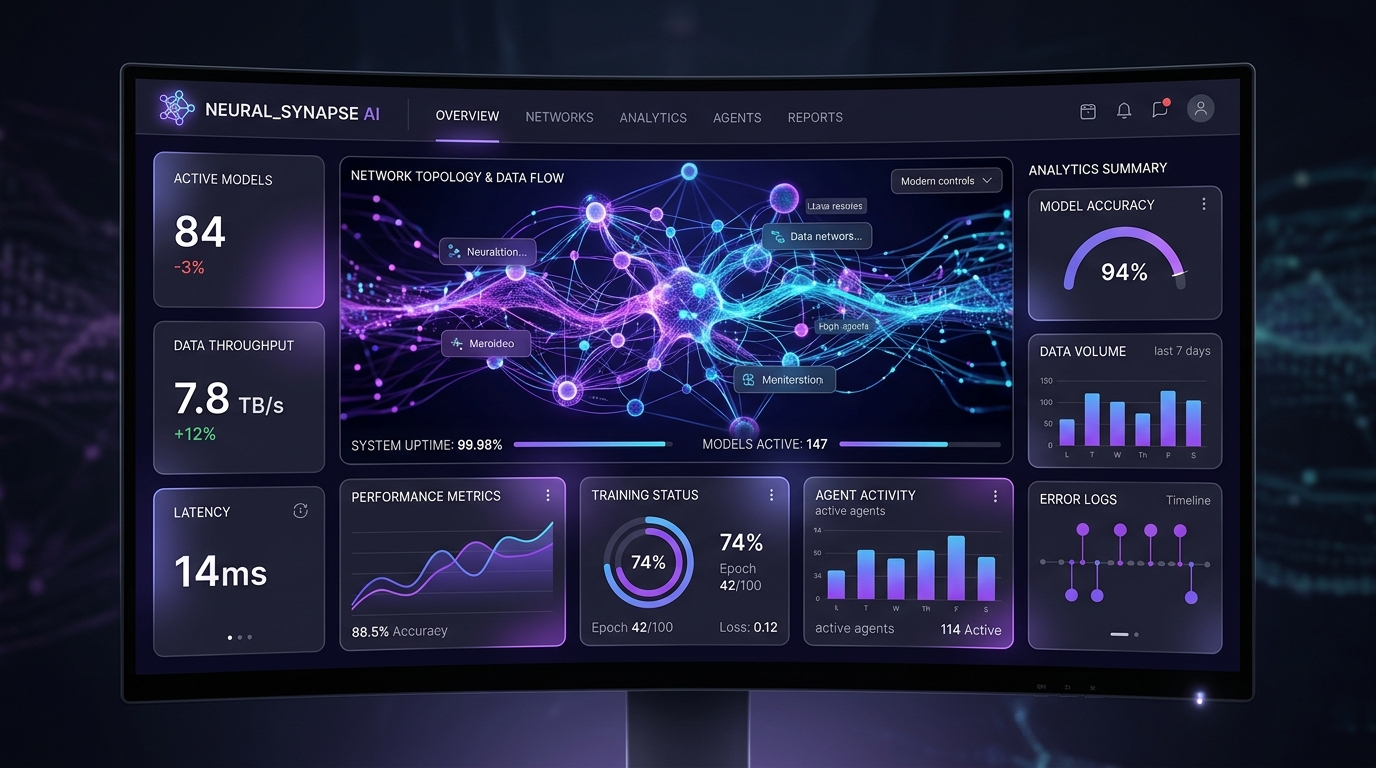 NEURAL_SYNAPSE AI
OVERVIEW
NETWORKS
ANALYTICS
AGENTS
REPORTS
ACTIVE MODELS
84
-3%
DATA THROUGHPUT
7.8 TB/s
+12%
LATENCY
14ms
NETWORK TOPOLOGY & DATA FLOW
Modern controls
Data networs...
Neuraktion...
Meroideo
Meniterstion
SYSTEM UPTIME: 99.98%
MODELS ACTIVE: 147
PERFORMANCE METRICS
88.5% Accuracy
TRAINING STATUS
74%
74%
Epoch
42/100
Epoch 42/100
Loss: 0.12
AGENT ACTIVITY
active agents
14
50
34
0
T
W
Th
F
S
active agents
114 Active
ANALYTICS SUMMARY
MODEL ACCURACY
94%
DATA VOLUME
last 7 days
150
100
50
0
L
T
W
Th
F
S
ERROR LOGS
Timeline